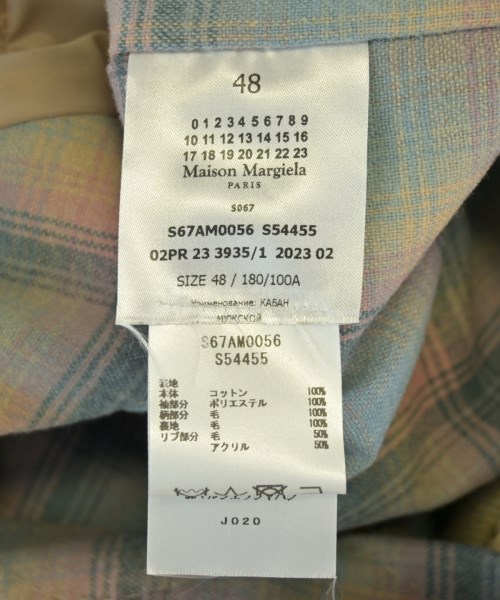 48
0 1 2 3 4 5 6 7 8 9
10 11 12 13 14 15 16
17 18 19 20 21 22 23
Maison Margiela
PARIS
S067
S67AM0056 S54455
02PR 23 3935/1 2023 02
SIZE 48 / 180/100A
Наименование: КАБАН
МУЖСКОЙ
S67AM0056
S54455
表地
本体 コットン 100%
袖部分 ポリエステル 100%
柄部分 毛 100%
裏地 毛 100%
リブ部分 毛 50%
アクリル 50%
J020